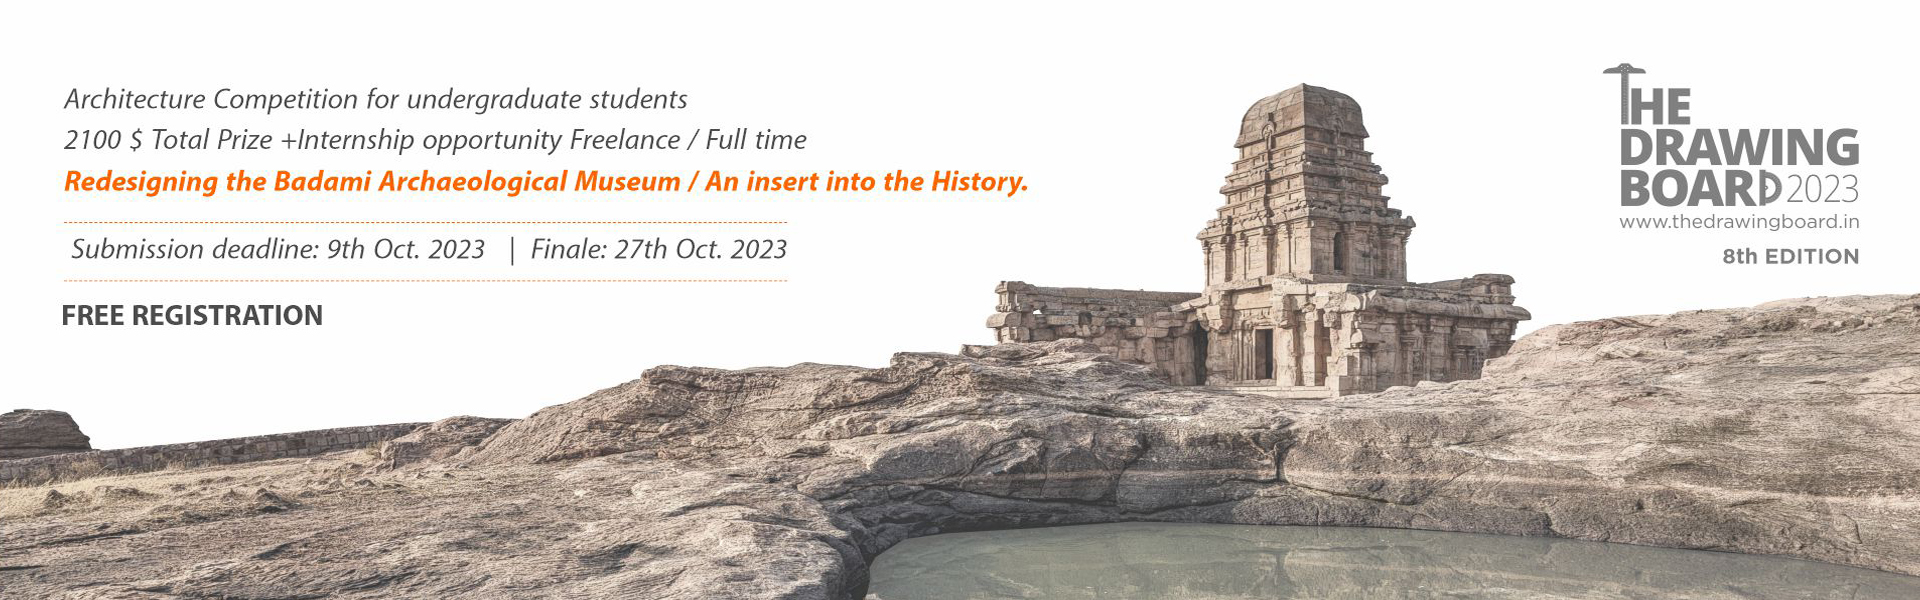 Architecture Competition for undergraduate students
2100 $ Total Prize +Internship opportunity Freelance / Full time
Redesigning the Badami Archaeological Museum / An insert into the History.
Submission deadline: 9th Oct. 2023 | Finale: 27th Oct. 2023
FREE REGISTRATION
THE
DRAWING
BOARD 2023
www.thedrawingboard.in
8th EDITION